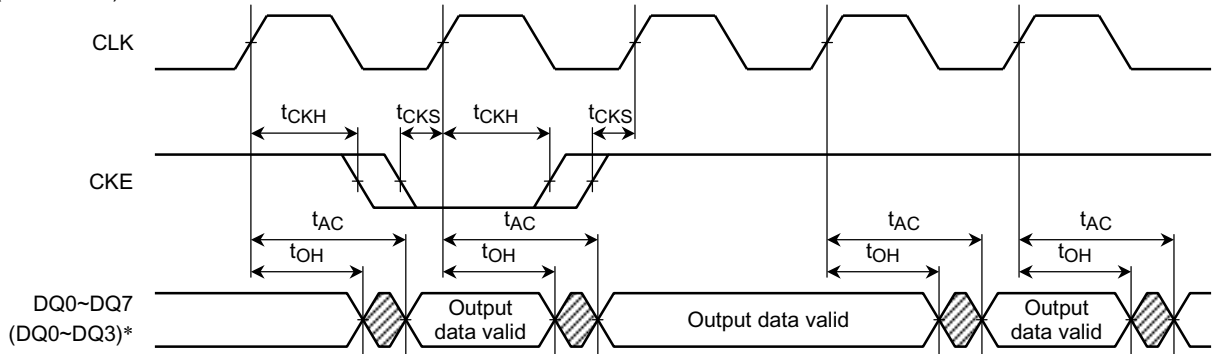 CLK
tCKH tCKS tCKH tCKS
CKE
tAC tAC tAC tAC
tOH tOH tOH tOH
DQ0~DQ7
(DQ0~DQ3)*
Output
data valid
Output data valid
Output
data valid